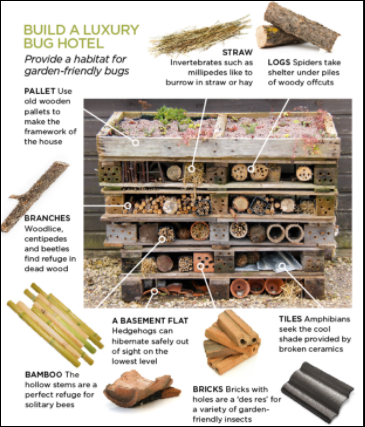 BUILD A LUXURY
BUG HOTEL
Provide a habitat for
garden-friendly bugs
STRAW
Invertebrates such as
millipedes like to
burrow in straw or hay
LOGS Spiders take
shelter under piles
of woody offcuts
PALLET Use
old wooden
pallets to
make the
framework of
the house
BRANCHES
Woodlice,
centipedes
and beetles
find refuge in
dead wood
BAMBOO The
hollow stems are a
perfect refuge for
solitary bees
A BASEMENT FLAT
Hedgehogs can
hibernate safely out
of sight on the
lowest level
BRICKS Bricks with
holes are a 'des res' for
a variety of garden-
friendly insects
TILES Amphibians
seek the cool
shade provided by
broken ceramics